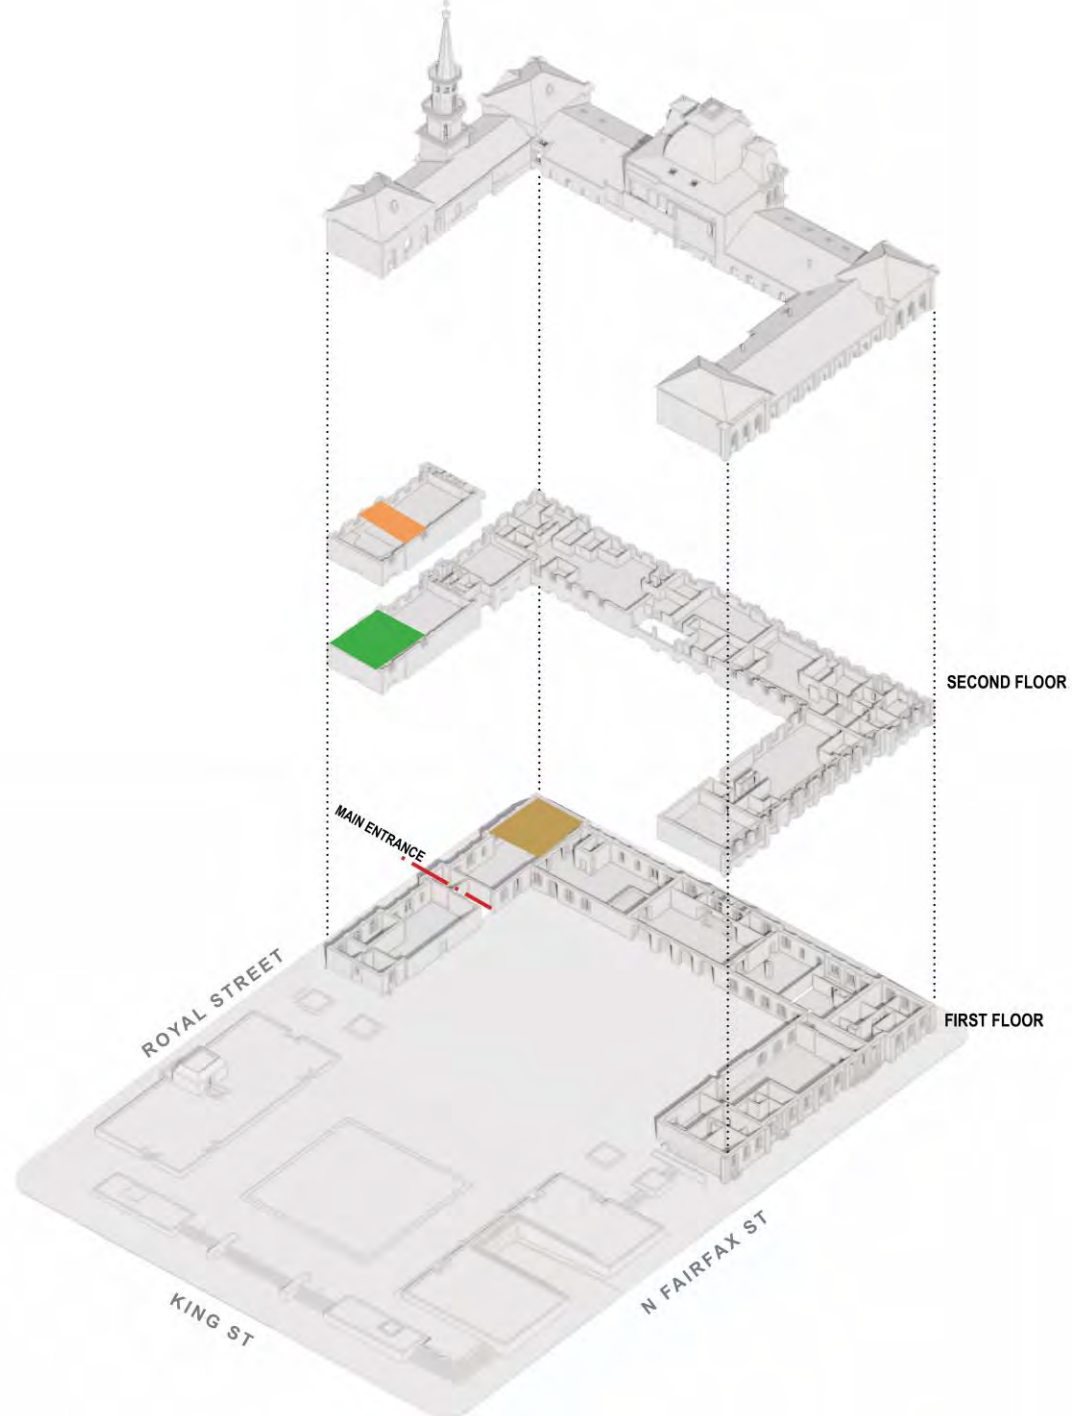 SECOND FLOOR
MAIN ENTRANCE
ROYAL STREET
FIRST FLOOR
N FAIRFAX ST
KING ST